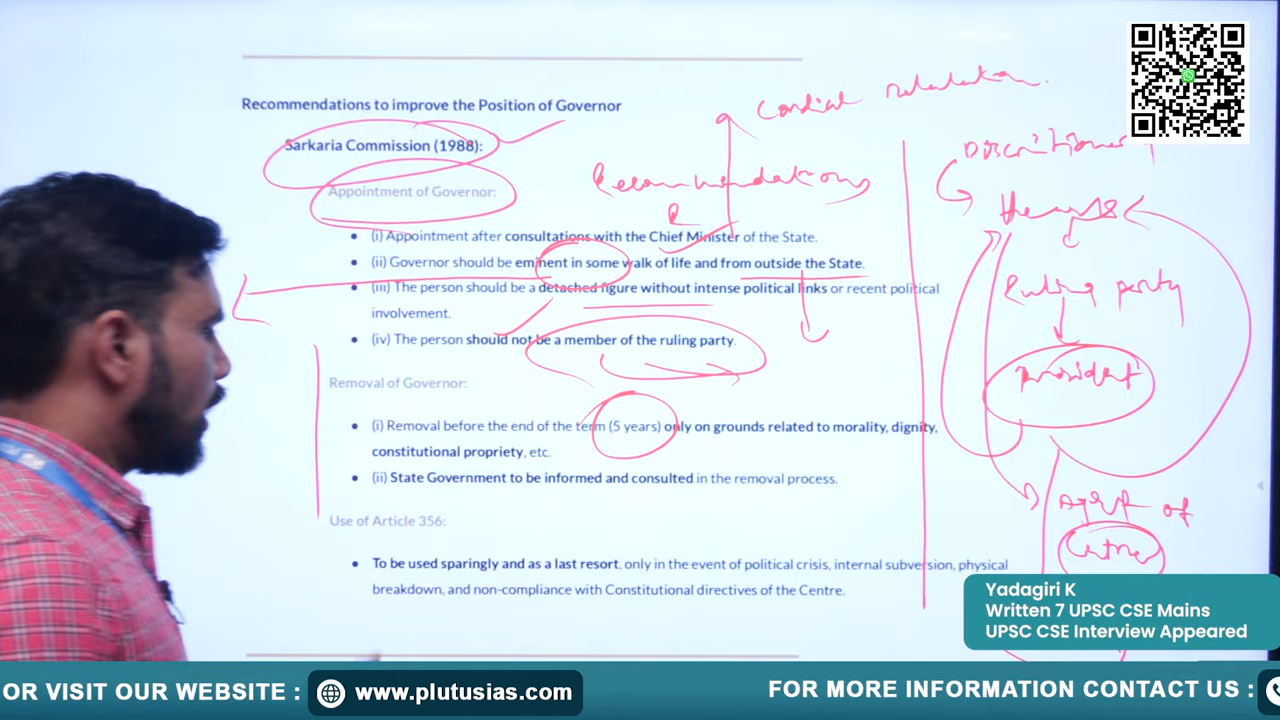 Recommendations to improve the Position of Governor
Sarkaria Commission (1988):
Appointment of Governor:
• (i) Appointment after consultations with the Chief Minister of the State.
• (ii) Governor should be eminent in some walk of life and from outside the State.
• (iii) The person should be a detached figure without intense political links or recent political
involvement.
• (iv) The person should not be a member of the ruling party.
Removal of Governor:
• (i) Removal before the end of the term (5 years) only on grounds related to morality, dignity,
constitutional propriety, etc.
• (ii) State Government to be informed and consulted in the removal process.
Use of Article 356:
• To be used sparingly and as a last resort, only in the event of political crisis, internal subversion, physical
breakdown, and non-compliance with Constitutional directives of the Centre.
Cordial
Recommendations
Ruling party
President
Agent of
Centre
Yadagiri K
Written 7 UPSC CSE Mains
UPSC CSE Interview Appeared
OR VISIT OUR WEBSITE :
www.plutusias.com
FOR MORE INFORMATION CONTACT US :